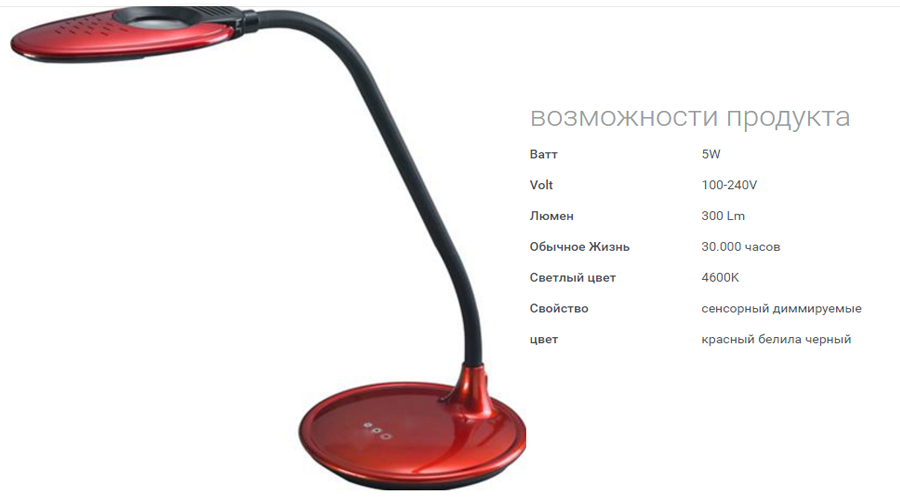 возможности продукта
Ватт 5W
Volt 100-240V
Люмен 300 Lm
Обычное Жизнь 30.000 часов
Светлый цвет 4600K
Свойство сенсорный диммируемые
цвет красный белила черный